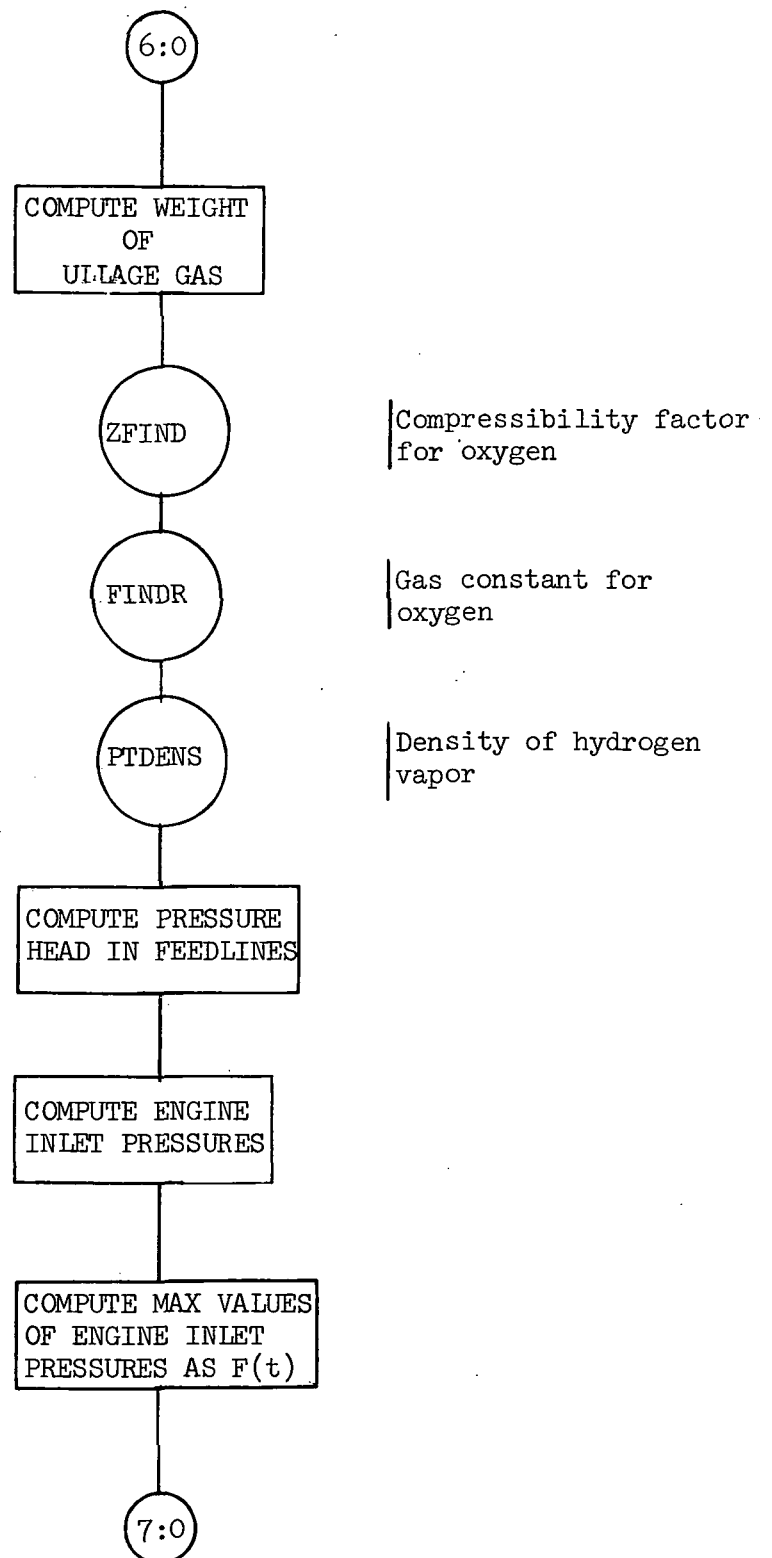 6:0
COMPUTE WEIGHT
OF
ULLAGE GAS
ZFIND
Compressibility factor
for oxygen
FINDR
Gas constant for
oxygen
PTDENS
Density of hydrogen
vapor
COMPUTE PRESSURE
HEAD IN FEEDLINES
COMPUTE ENGINE
INLET PRESSURES
COMPUTE MAX VALUES
OF ENGINE INLET
PRESSURES AS F(t)
7:0